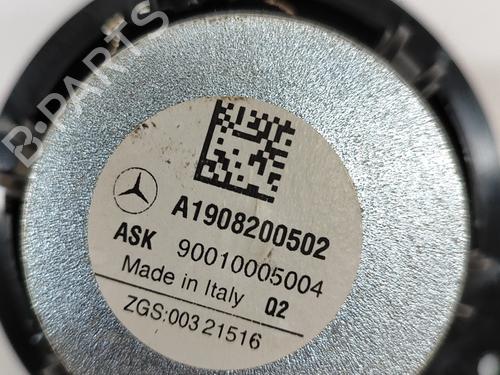 B-PARTS
A1908200502
ASK 90010005004
Made in Italy Q2
ZGS:003 21516